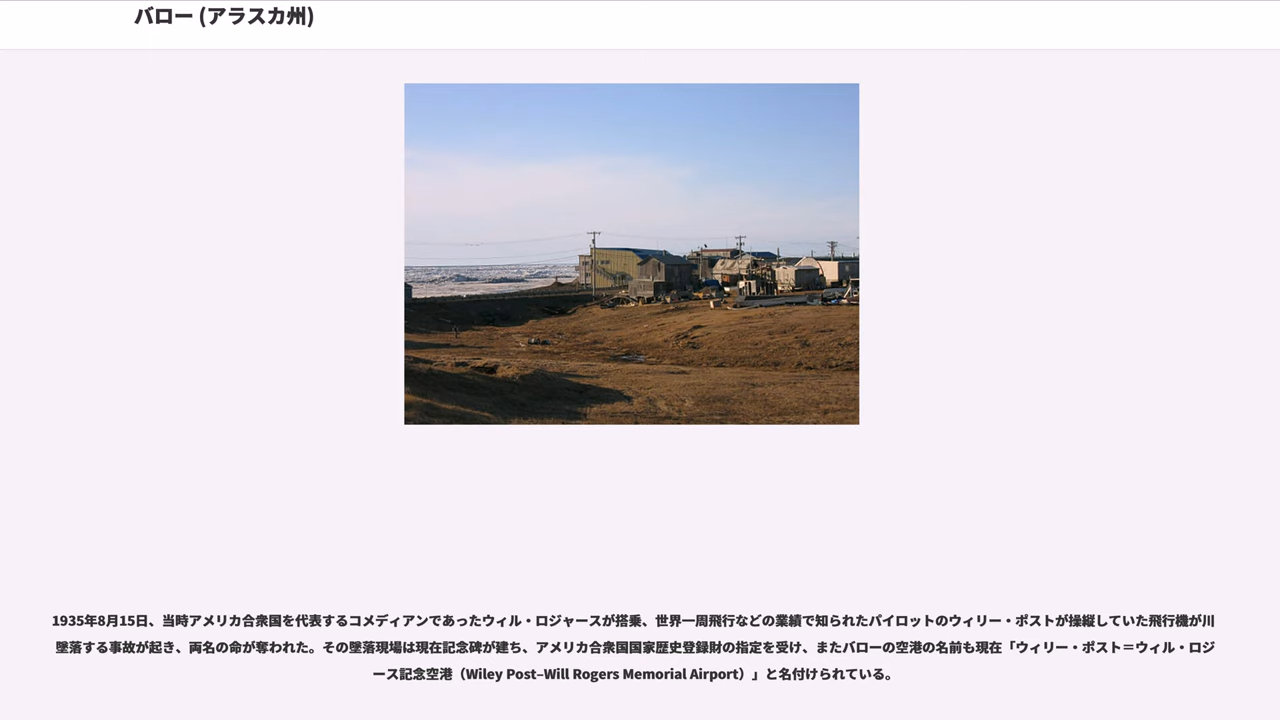 バロー (アラスカ州)
1935年8月15日、当時アメリカ合衆国を代表するコメディアンであったウィル・ロジャースが搭乗、世界一周飛行などの業績で知られたパイロットのウィリー・ポストが操縦していた飛行機が川
墜落する事故が起き、両名の命が奪われた。その墜落現場は現在記念碑が建ち、アメリカ合衆国国家歴史登録財の指定を受け、またバローの空港の名前も現在「ウィリー・ポスト＝ウィル・ロジ
ース記念空港（Wiley Post–Will Rogers Memorial Airport）」と名付けられている。